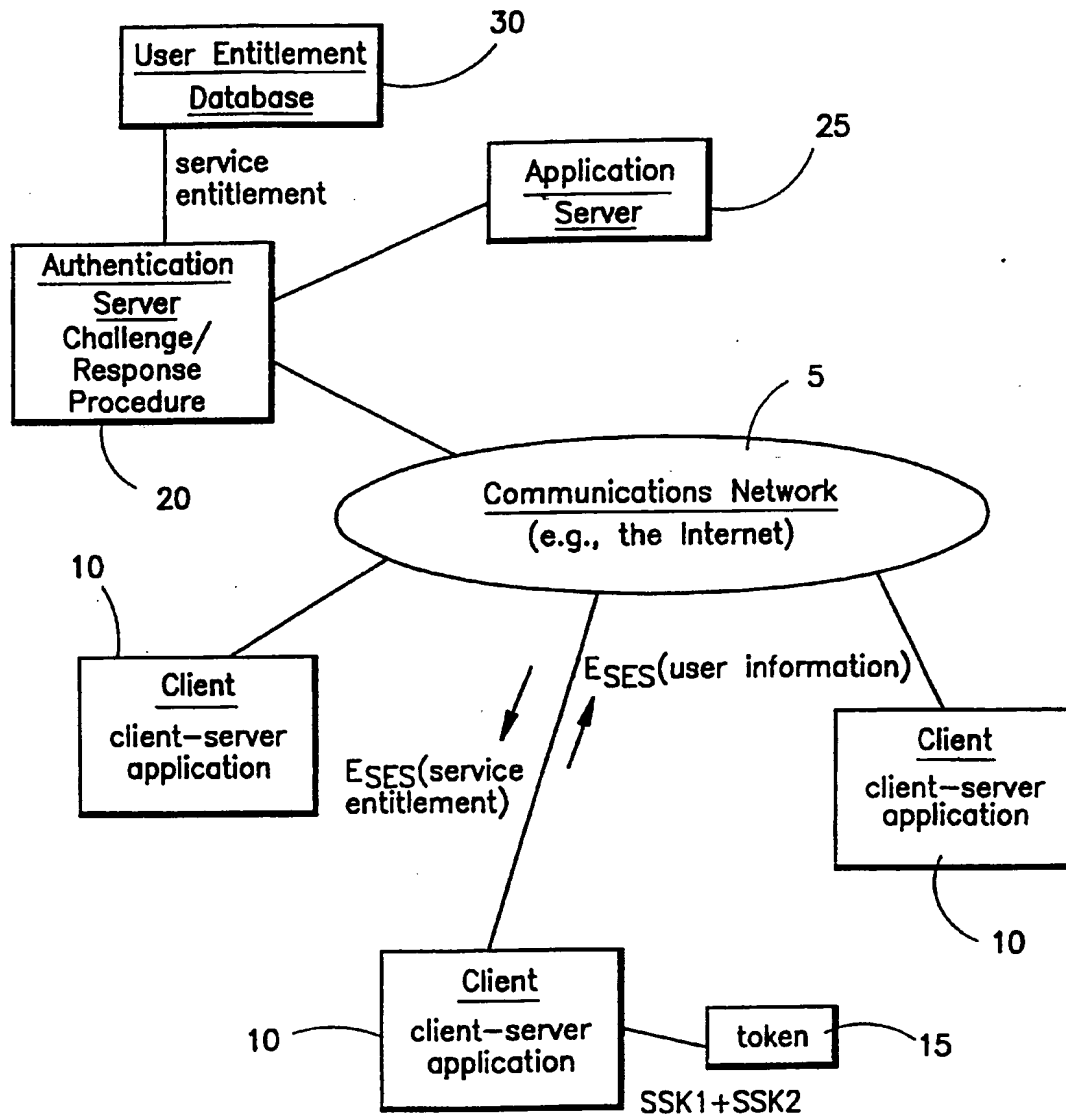 30
User Entitlement
Database
service
entitlement
25
Application
Server
Authentication
Server
Challenge/
Response
Procedure
20
5
Communications Network
(e.g., the Internet)
10
Client
client-server
application
ESES(user information)
ESES(service
entitlement)
Client
client-server
application
10
Client
client-server
application
10
token
15
SSK1+SSK2